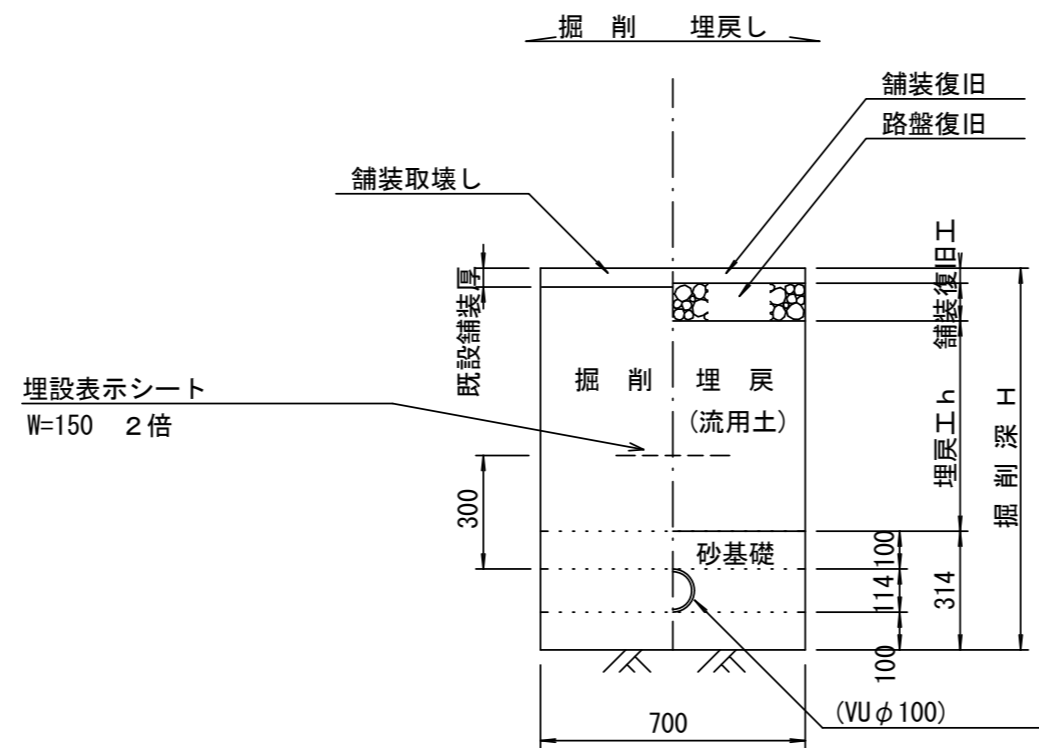 掘 削 埋戻し
舗装復旧
路盤復旧
舗装取壊し
既設舗装厚
舗装復旧工
埋設表示シート
W=150 2倍
掘 削
埋 戻
(流用土)
埋戻工h
掘削深 H
300
砂基礎
100
114
100
314
700
(VUφ100)